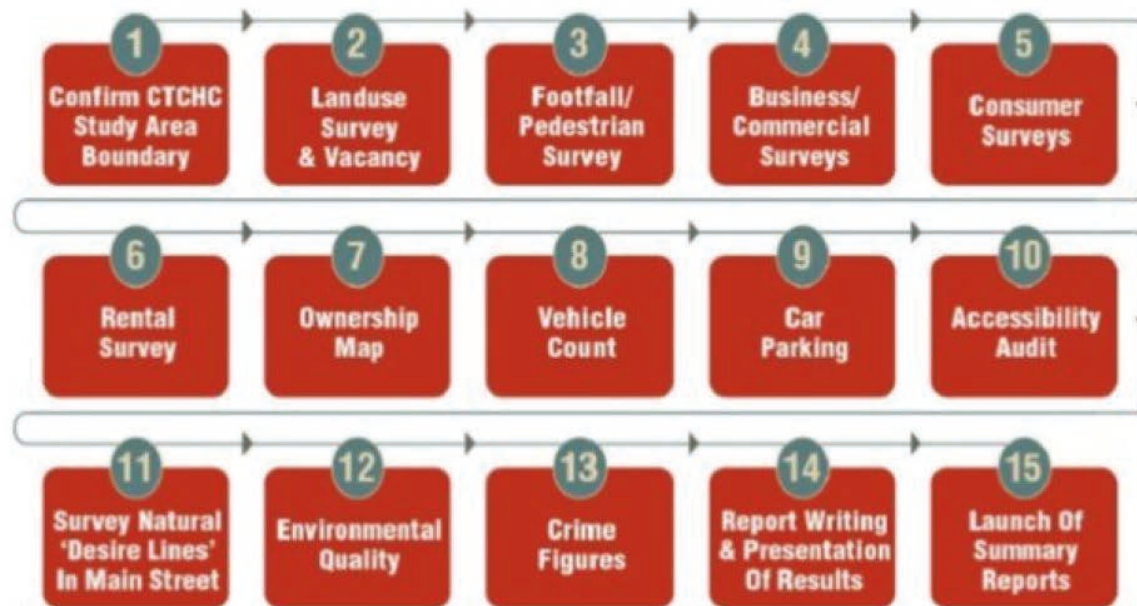 1
Confirm CTCHC
Study Area
Boundary
2
Landuse
Survey
& Vacancy
3
Footfall/
Pedestrian
Survey
4
Business/
Commercial
Surveys
5
Consumer
Surveys
6
Rental
Survey
7
Ownership
Map
8
Vehicle
Count
9
Car
Parking
10
Accessibility
Audit
11
Survey Natural
‘Desire Lines’
In Main Street
12
Environmental
Quality
13
Crime
Figures
14
Report Writing
& Presentation
Of Results
15
Launch Of
Summary
Reports